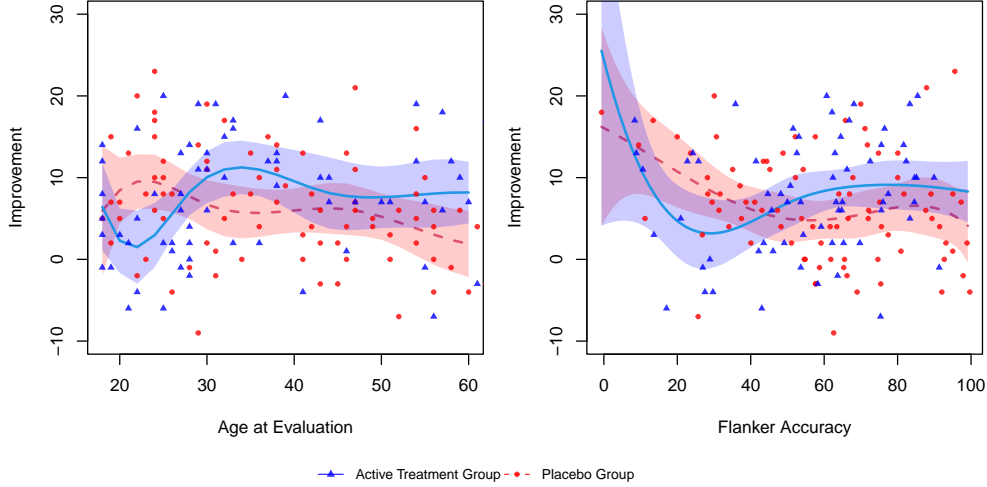 30
20
10
0
−10
Improvement
20 30 40 50 60
Age at Evaluation
30
20
10
0
−10
Improvement
0 20 40 60 80 100
Flanker Accuracy
Active Treatment Group Placebo Group